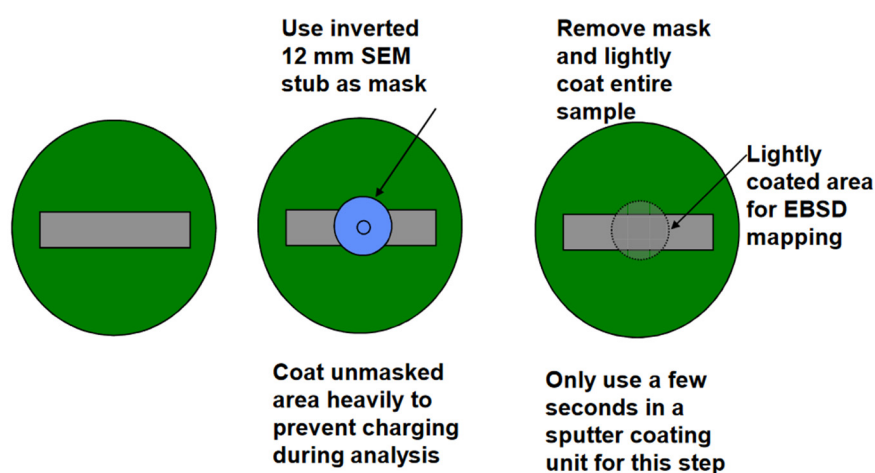 Use inverted
12 mm SEM
stub as mask
Remove mask
and lightly
coat entire
sample
Lightly
coated area
for EBSD
mapping
Coat unmasked
area heavily to
prevent charging
during analysis
Only use a few
seconds in a
sputter coating
unit for this step